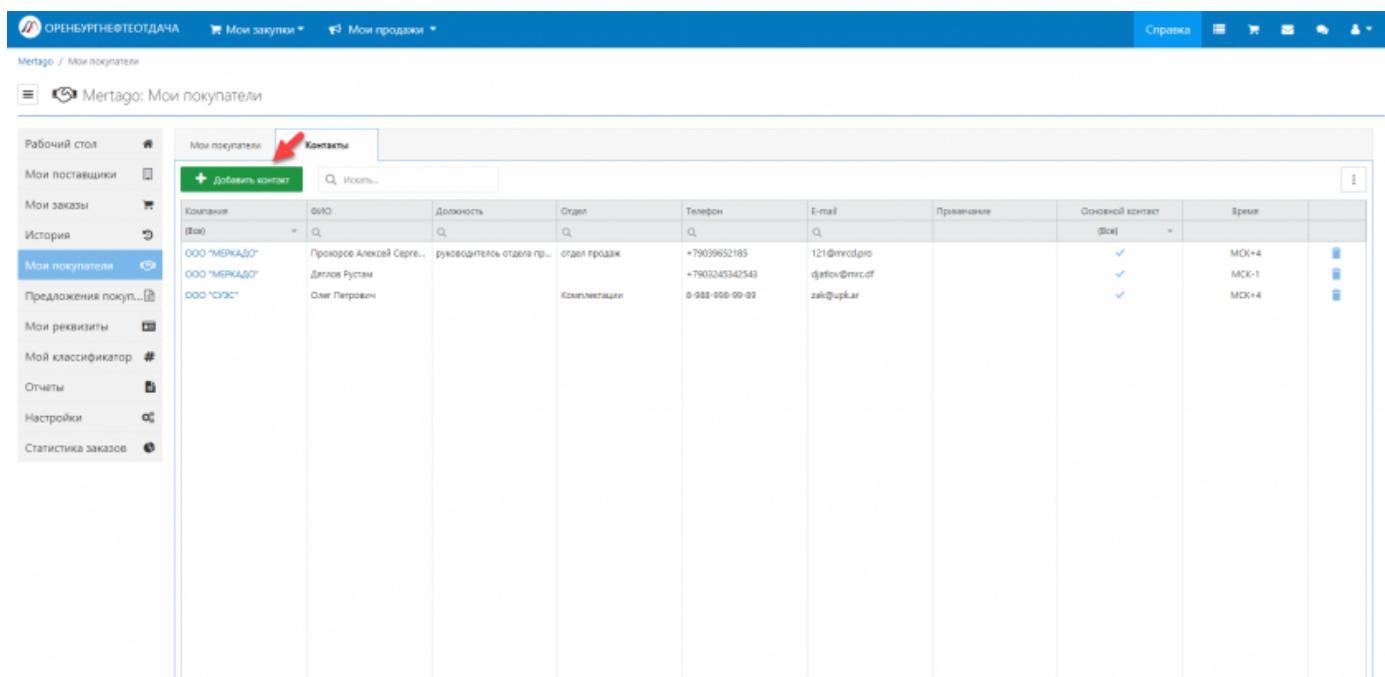 ОРЕНБУРГНЕФТЕОТДАЧА Мои закупки Мои продажи Справка
Mertago / Мои покупатели
Mertago: Мои покупатели
Рабочий стол
Мои поставщики
Мои заказы
История
Мои покупатели
Предложения покуп...
Мои реквизиты
Мой классификатор
Отчеты
Настройки
Статистика заказов
Мои покупатели Контакты
Добавить контакт Искать...
Компания ФИО Должность Отдел Телефон E-mail Примечание Основной контакт Время
(Все) (Все)
ООО "МЕРКАДО" Прохоров Алексей Серге... руководитель отдела пр... отдел продаж +79039652185 121@mrcd.pro МСК+4
ООО "МЕРКАДО" Дятлов Рустам +7903245342543 djatlov@mrc.df МСК-1
ООО "СУЭС" Олег Петрович Комплектации 8-988-998-99-89 zak@upk.ar МСК+4